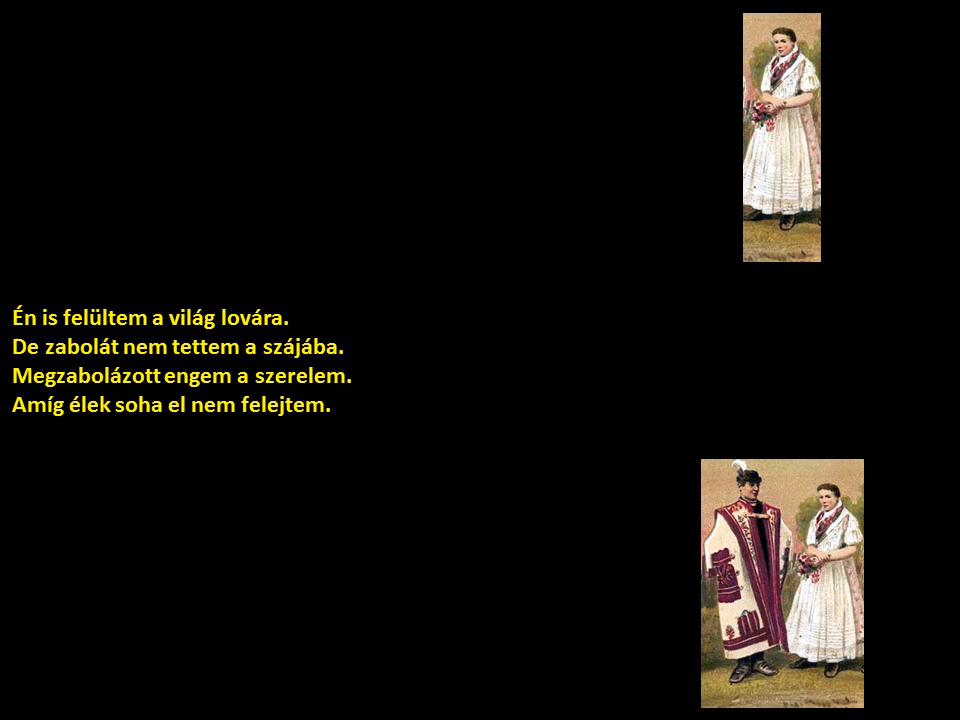 Én is felültem a világ lovára.
De zabolát nem tettem a szájába.
Megzabolázott engem a szerelem.
Amíg élek soha el nem felejtem.